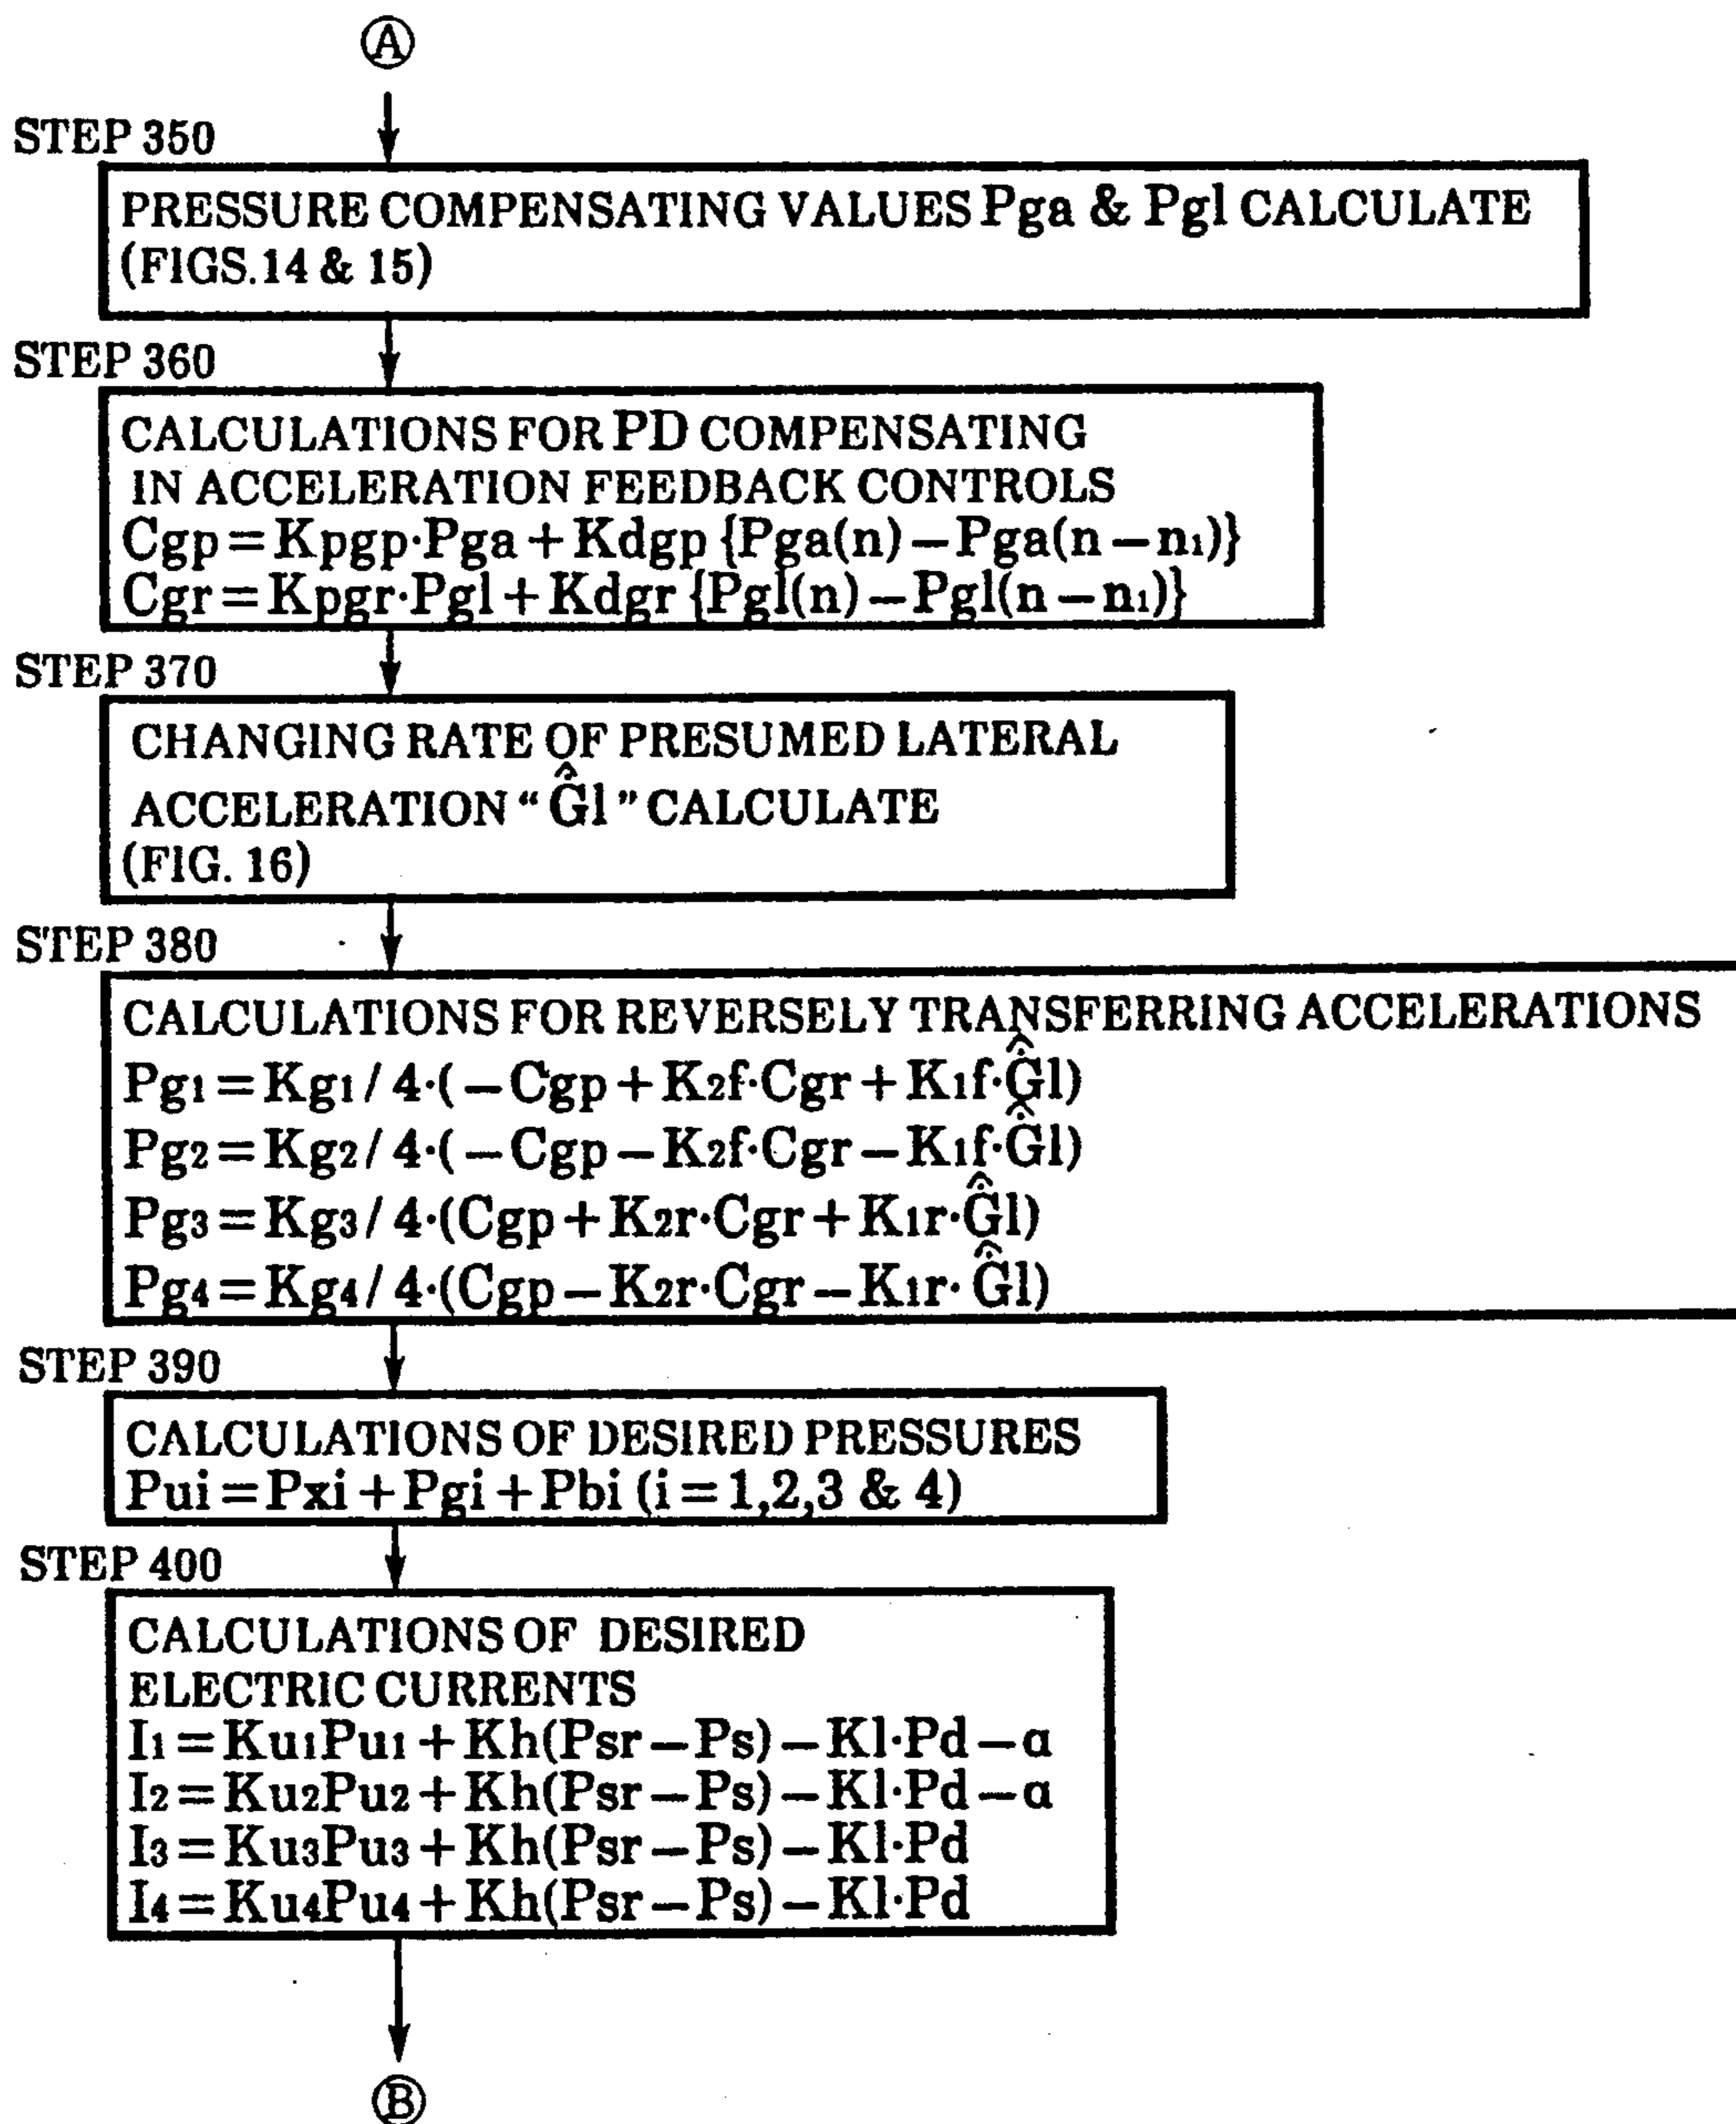 Ⓐ
STEP 350
PRESSURE COMPENSATING VALUES Pga & Pgl CALCULATE
(FIGS. 14 & 15)
STEP 360
CALCULATIONS FOR PD COMPENSATING
IN ACCELERATION FEEDBACK CONTROLS
Cgp = Kpgp·Pga + Kdgp {Pga(n) – Pga(n – n₁)}
Cgr = Kpgr·Pgl + Kdgr {Pgl(n) – Pgl(n – n₁)}
STEP 370
CHANGING RATE OF PRESUMED LATERAL
ACCELERATION “ Ġ̂l ” CALCULATE
(FIG. 16)
STEP 380
CALCULATIONS FOR REVERSELY TRANSFERRING ACCELERATIONS
Pg₁ = Kg₁ / 4·( – Cgp + K₂f·Cgr + K₁f·Ġ̂l)
Pg₂ = Kg₂ / 4·( – Cgp – K₂f·Cgr – K₁f·Ġ̂l)
Pg₃ = Kg₃ / 4·(Cgp + K₂r·Cgr + K₁r·Ġ̂l)
Pg₄ = Kg₄ / 4·(Cgp – K₂r·Cgr – K₁r·Ġ̂l)
STEP 390
CALCULATIONS OF DESIRED PRESSURES
Pui = Pxi + Pgi + Pbi (i = 1,2,3 & 4)
STEP 400
CALCULATIONS OF DESIRED
ELECTRIC CURRENTS
I₁ = Ku₁Pu₁ + Kh(Psr – Ps) – Kl·Pd – α
I₂ = Ku₂Pu₂ + Kh(Psr – Ps) – Kl·Pd – α
I₃ = Ku₃Pu₃ + Kh(Psr – Ps) – Kl·Pd
I₄ = Ku₄Pu₄ + Kh(Psr – Ps) – Kl·Pd
Ⓑ